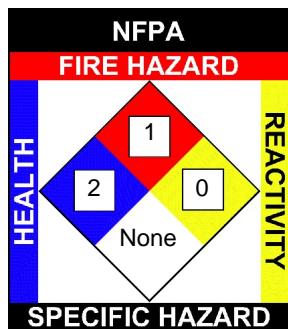 NFPA
FIRE HAZARD
HEALTH
1
2
0
None
REACTIVITY
SPECIFIC HAZARD